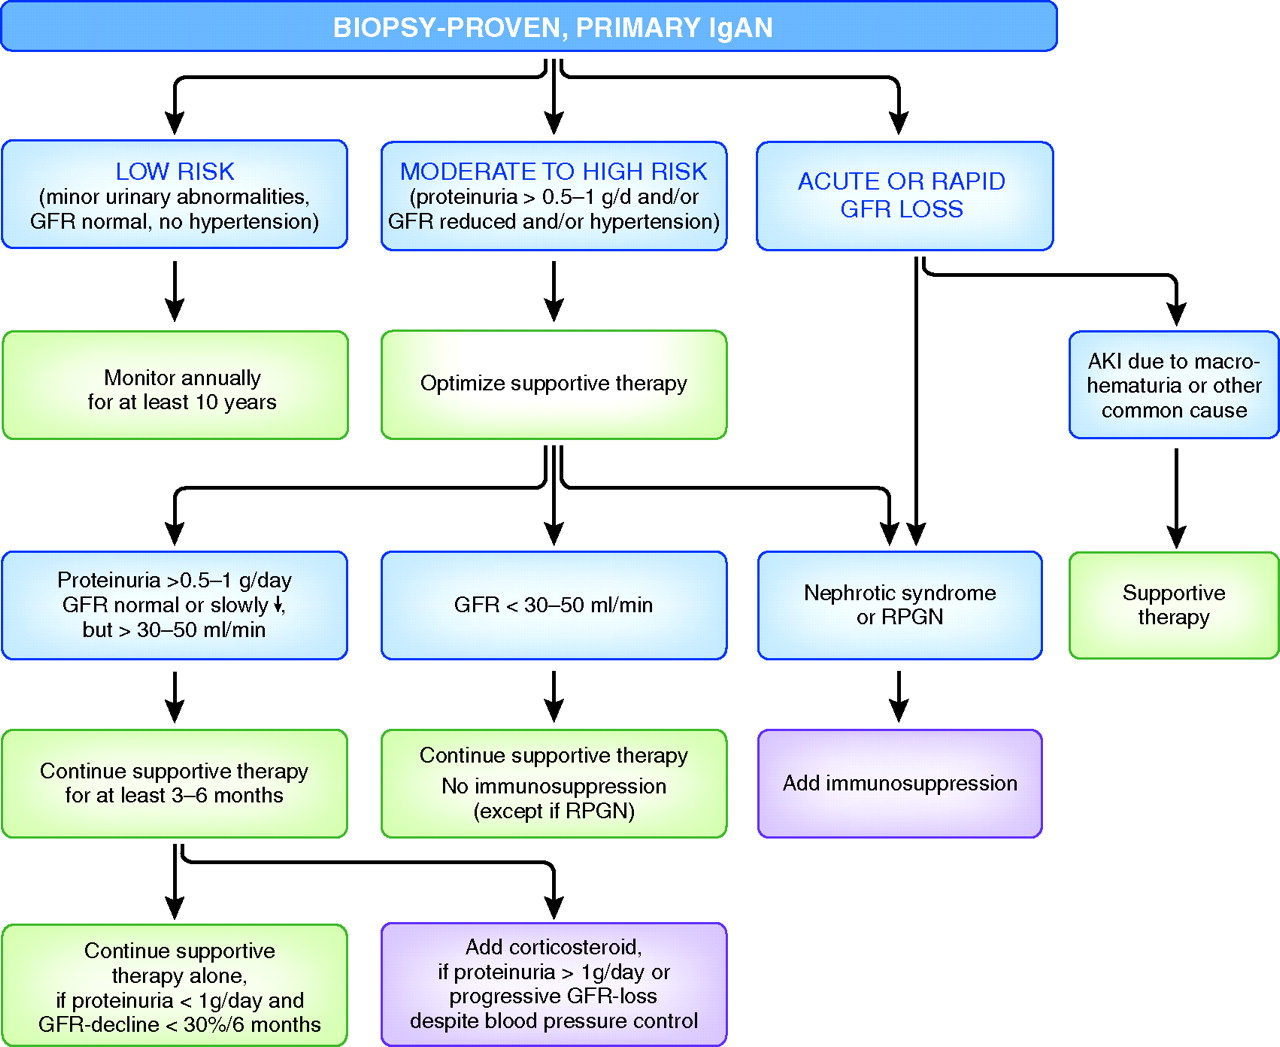 BIOPSY-PROVEN, PRIMARY IgAN
LOW RISK
(minor urinary abnormalities,
GFR normal, no hypertension)
MODERATE TO HIGH RISK
(proteinuria > 0.5–1 g/d and/or
GFR reduced and/or hypertension)
ACUTE OR RAPID
GFR LOSS
Monitor annually
for at least 10 years
Optimize supportive therapy
AKI due to macro-
hematuria or other
common cause
Proteinuria >0.5–1 g/day
GFR normal or slowly ↓,
but > 30–50 ml/min
GFR < 30–50 ml/min
Nephrotic syndrome
or RPGN
Supportive
therapy
Continue supportive therapy
for at least 3–6 months
Continue supportive therapy
No immunosuppression
(except if RPGN)
Add immunosuppression
Continue supportive
therapy alone,
if proteinuria < 1g/day and
GFR-decline < 30%/6 months
Add corticosteroid,
if proteinuria > 1g/day or
progressive GFR-loss
despite blood pressure control